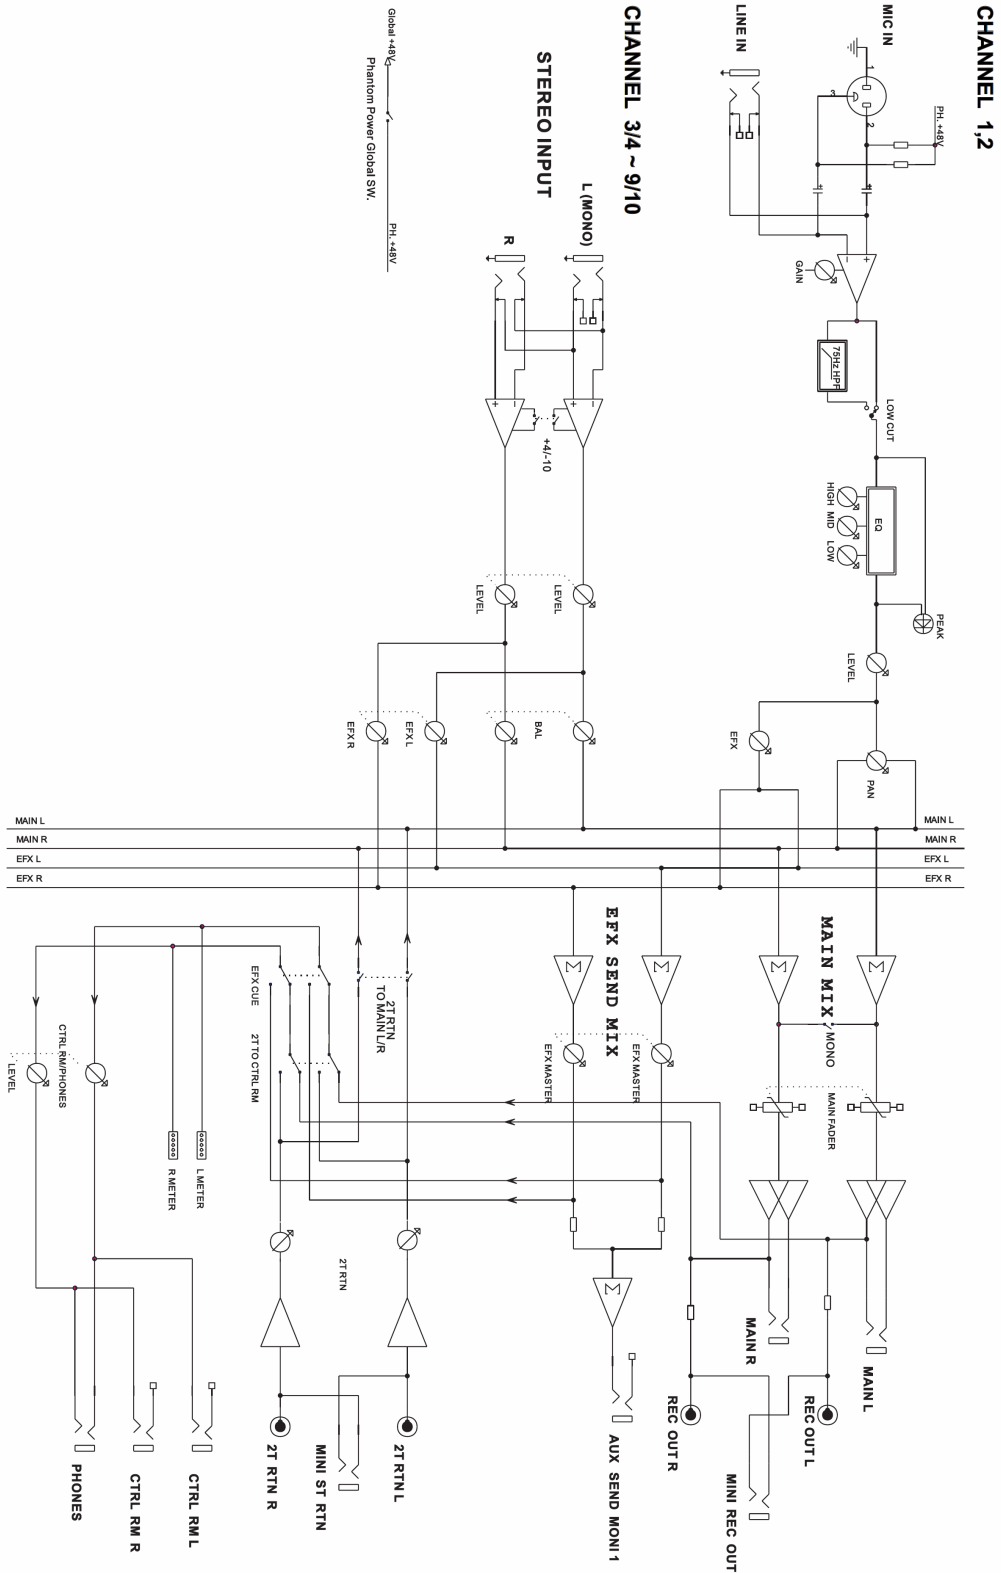 CHANNEL 1,2
MIC IN
1
2
3
PH. +48V
LINE IN
GAIN
+
−
75Hz HPF
LOW CUT
EQ
HIGH
MID
LOW
PEAK
LEVEL
EFX
PAN
CHANNEL 3/4 ~ 9/10
STEREO INPUT
L (MONO)
R
+
−
+
−
+4/-10
LEVEL
LEVEL
EFX R
EFX L
BAL
Global +48V
Phantom Power Global SW.
PH. +48V
MAIN L
MAIN R
EFX L
EFX R
MAIN L
MAIN R
EFX L
EFX R
MAIN MIX
Σ
Σ
MONO
MAIN FADER
MAIN L
MAIN R
REC OUT L
REC OUT R
MINI REC OUT
EFX SEND MIX
Σ
Σ
EFX MASTER
EFX MASTER
Σ
AUX SEND MONI 1
2T RTN
TO MAIN L/R
EFX CUE
2T TO CTRL RM
2T RTN
2T RTN L
MINI ST RTN
2T RTN R
L METER
R METER
CTRL RM/PHONES
LEVEL
CTRL RM L
CTRL RM R
PHONES